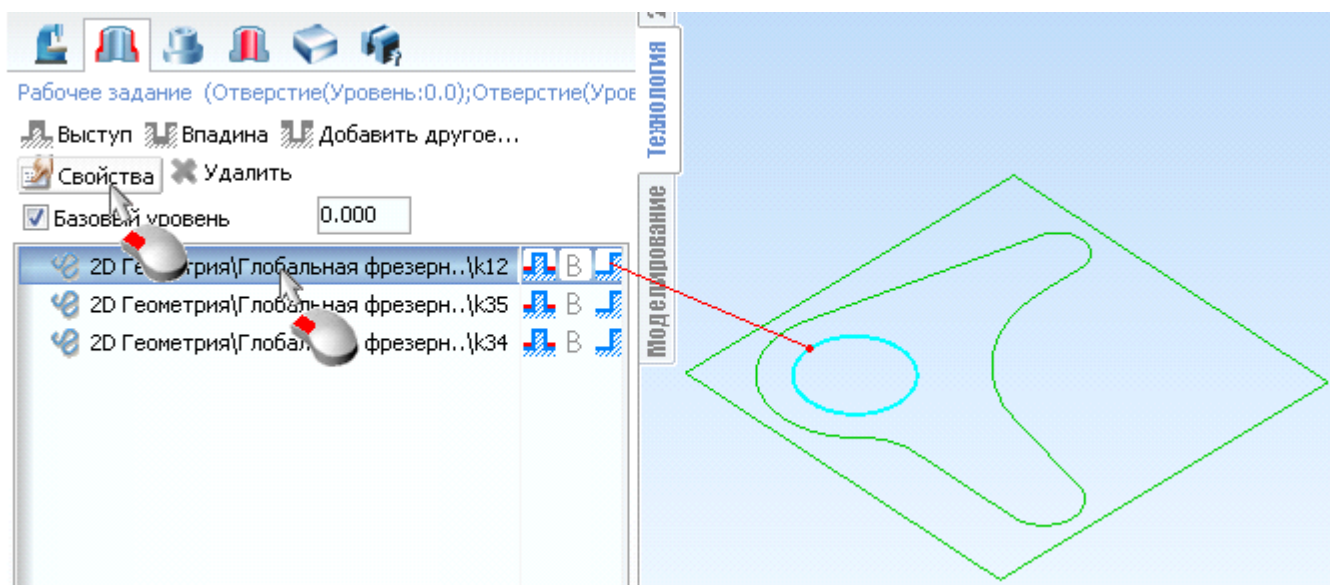 Рабочее задание (Отверстие(Уровень:0.0);Отверстие(Уров
Выступ Впадина Добавить другое...
Свойства Удалить
Базовый уровень 0.000
2D Геометрия\Глобальная фрезерн..\k12 B
2D Геометрия\Глобальная фрезерн..\k35 B
2D Геометрия\Глобальная фрезерн..\k34 B
Технология
Моделирование